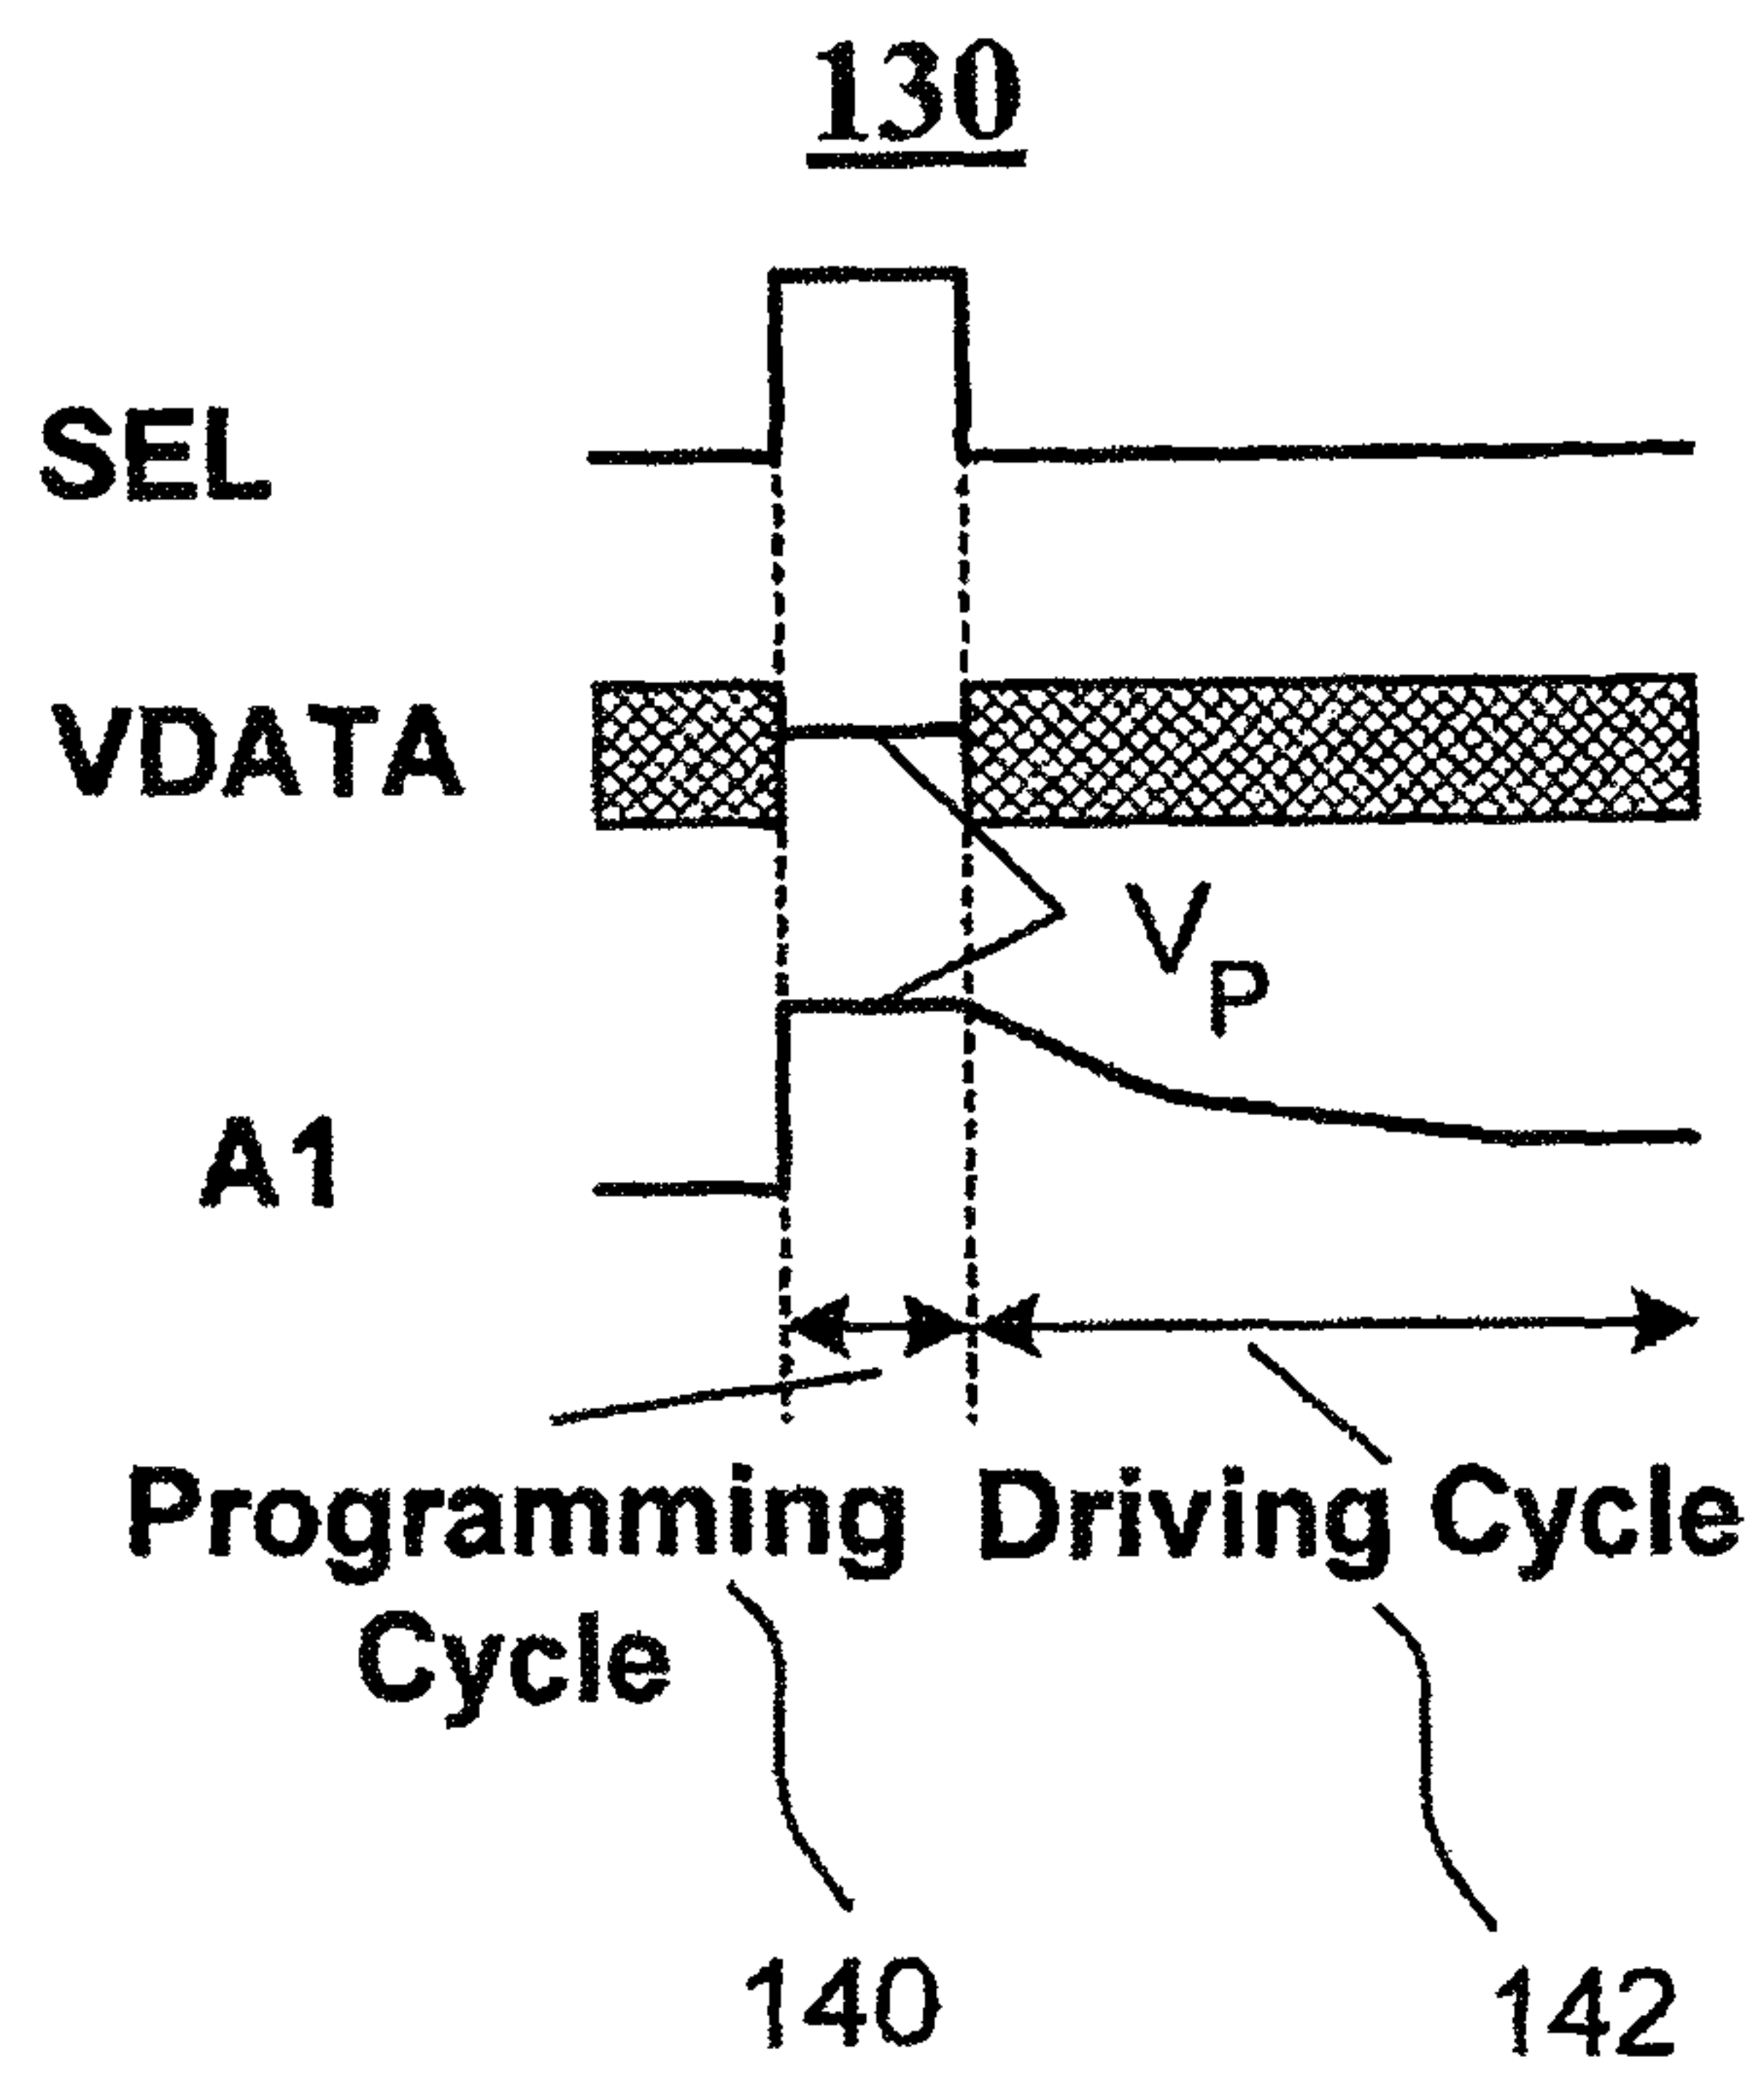 130
SEL
VDATA
VP
A1
Programming Driving Cycle
Cycle
140 142